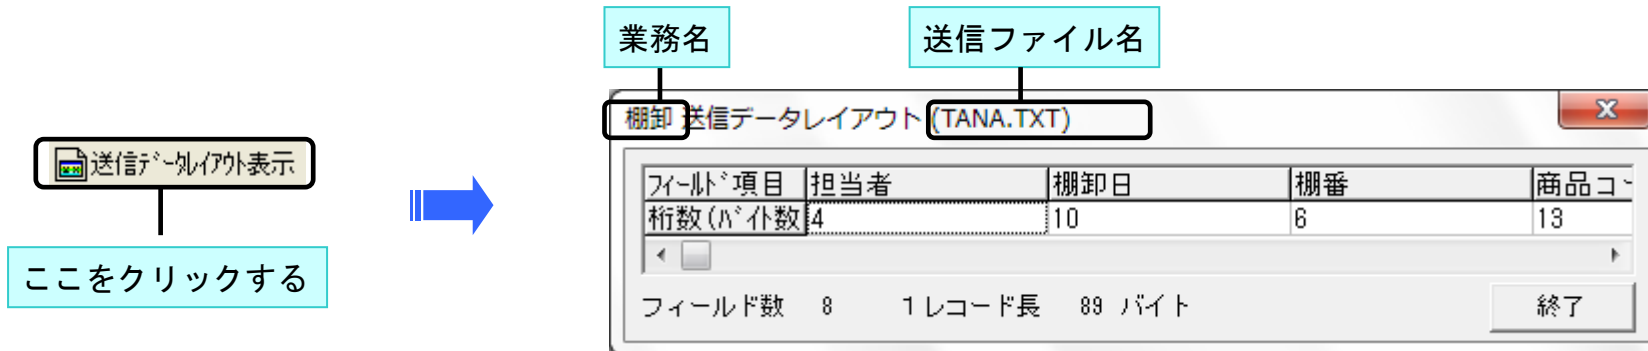 業務名
送信ファイル名
棚卸 送信データレイアウト (TANA.TXT)
送信ﾃﾞｰﾀﾚｲｱｳﾄ表示
ﾌｨｰﾙﾄﾞ項目 担当者 棚卸日 棚番 商品コー
桁数(ﾊﾞｲﾄ数 4 10 6 13
ここをクリックする
フィールド数 8 1レコード長 89 バイト 終了